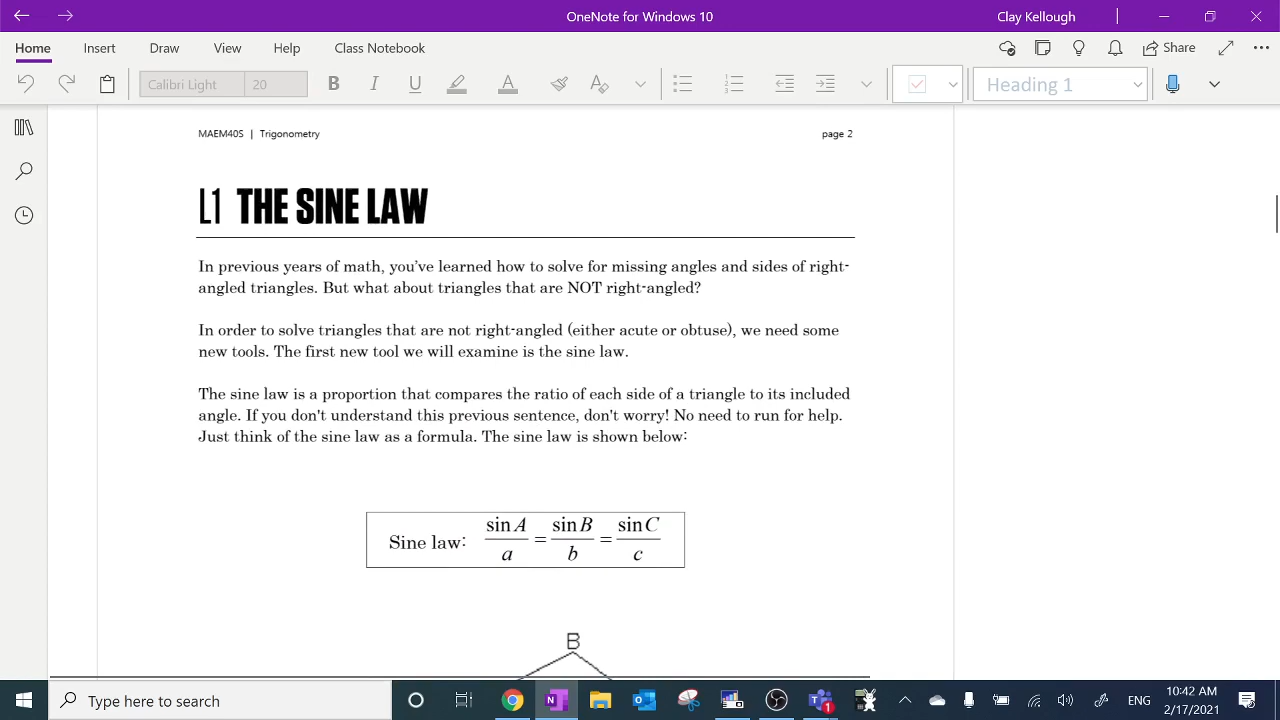 OneNote for Windows 10
Clay Kellough
Home Insert Draw View Help Class Notebook
Share
Calibri Light 20
B I U A
Heading 1
MAEM40S | Trigonometry
page 2
L1 THE SINE LAW
In previous years of math, you've learned how to solve for missing angles and sides of right-
angled triangles. But what about triangles that are NOT right-angled?
In order to solve triangles that are not right-angled (either acute or obtuse), we need some
new tools. The first new tool we will examine is the sine law.
The sine law is a proportion that compares the ratio of each side of a triangle to its included
angle. If you don't understand this previous sentence, don't worry! No need to run for help.
Just think of the sine law as a formula. The sine law is shown below:
Sine law: sin A / a = sin B / b = sin C / c
B
Type here to search
1
ENG
10:42 AM
2/17/2021